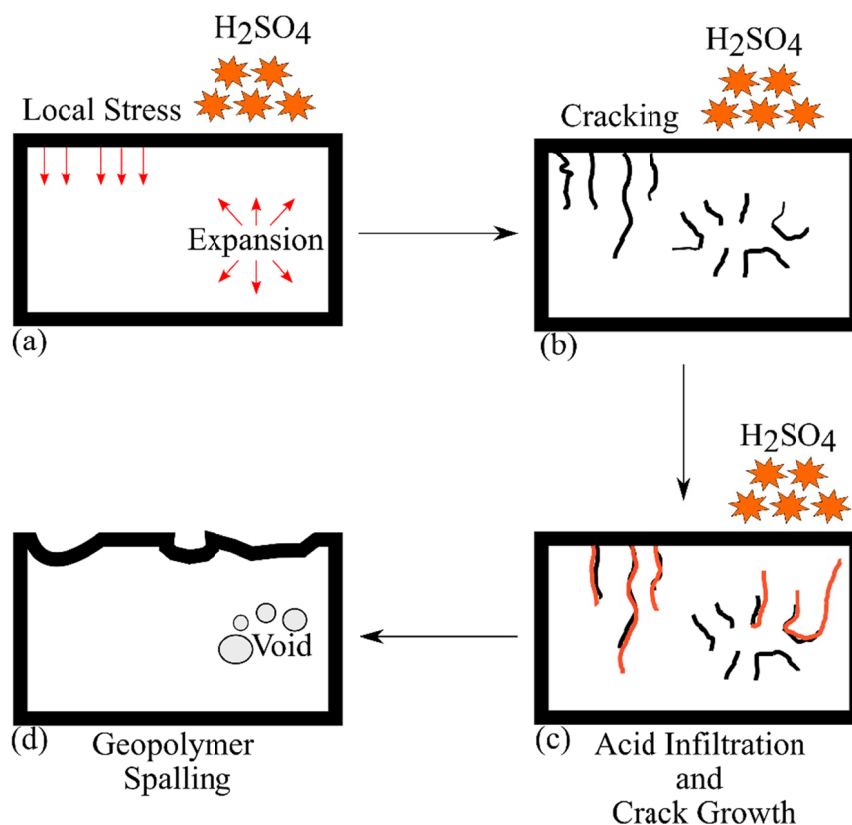 H₂SO₄
Local Stress
Expansion
(a)
H₂SO₄
Cracking
(b)
H₂SO₄
(c)
Acid Infiltration
and
Crack Growth
Void
(d)
Geopolymer
Spalling